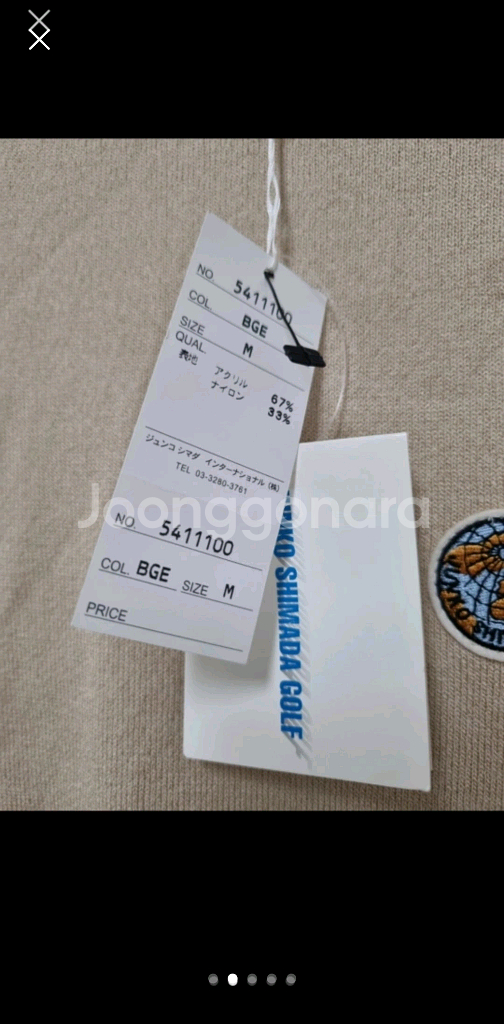 NO. 5411100
COL. BGE
SIZE M
QUAL
表地 アクリル 67%
ナイロン 33%
ジュンコ シマダ インターナショナル (株)
TEL 03-3280-3761
Joonggonara
NO. 5411100
COL. BGE SIZE M
PRICE
SHIMADA GOLF